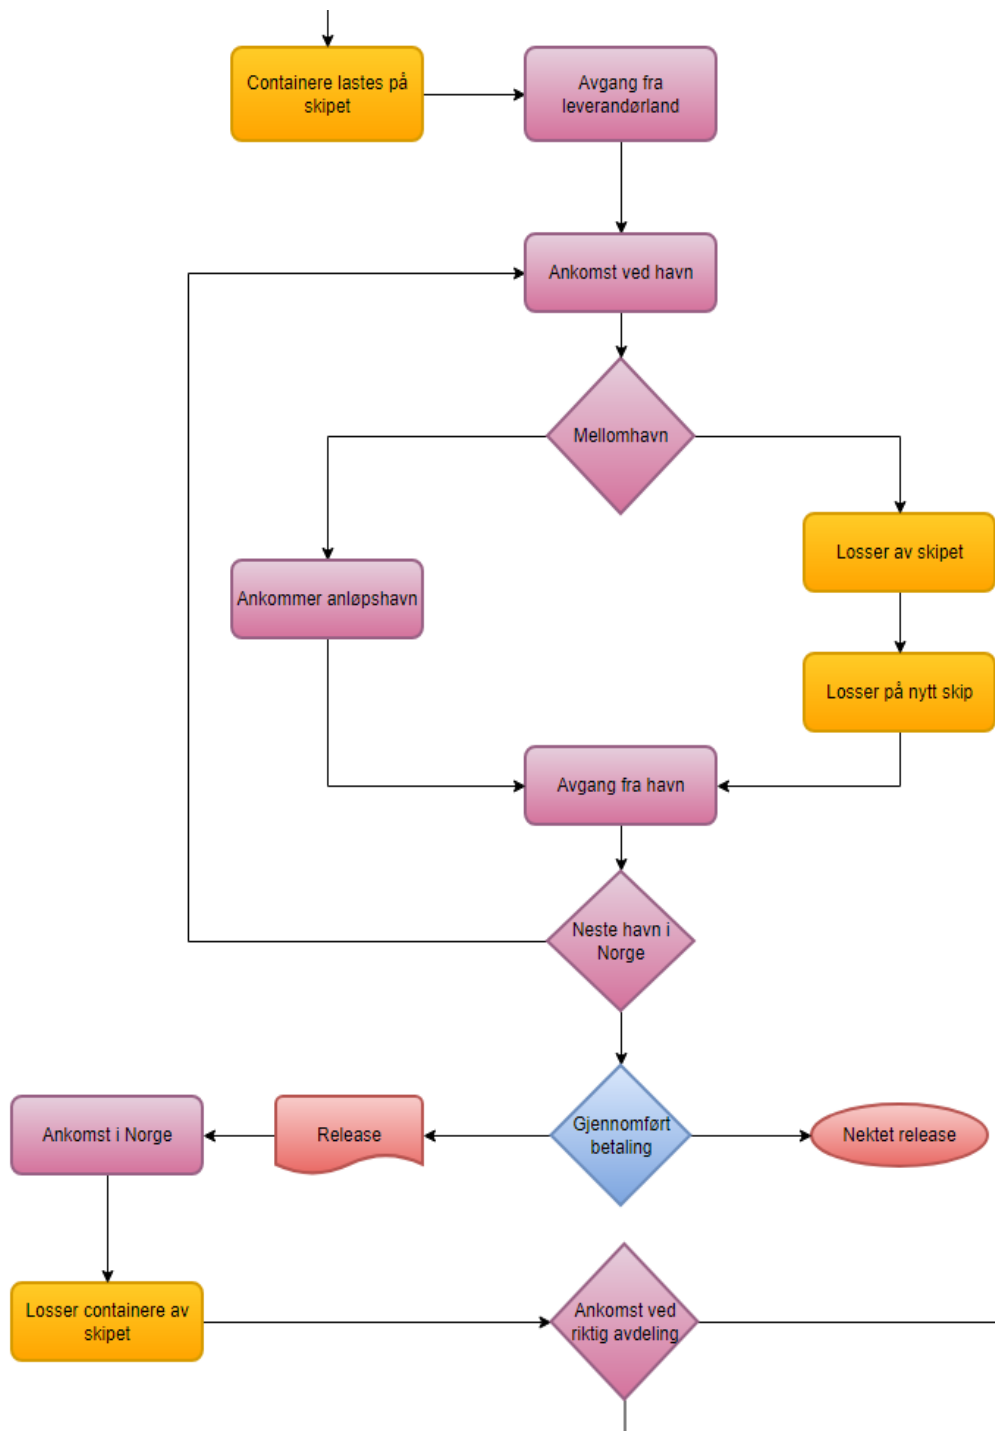 Containere lastes på
skipet
Avgang fra
leverandørland
Ankomst ved havn
Mellomhavn
Losser av skipet
Ankommer anløpshavn
Losser på nytt skip
Avgang fra havn
Neste havn i
Norge
Gjennomført
betaling
Ankomst i Norge
Release
Nektet release
Losser containere av
skipet
Ankomst ved
riktig avdeling